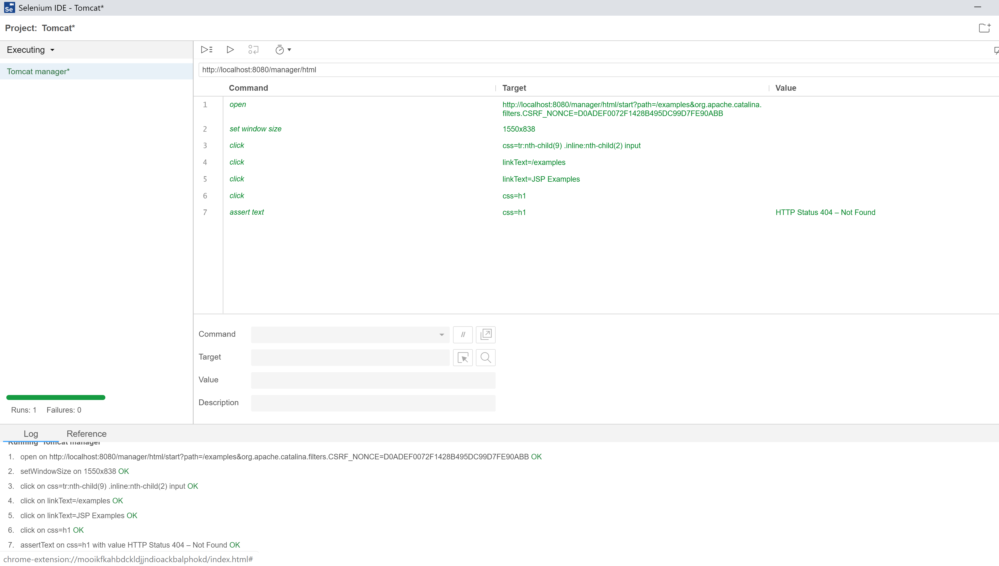 Selenium IDE - Tomcat*
Project: Tomcat*
Executing
Tomcat manager*
http://localhost:8080/manager/html
Command Target Value
1 open http://localhost:8080/manager/html/start?path=/examples&org.apache.catalina.
filters.CSRF_NONCE=D0ADEF0072F1428B495DC99D7FE90ABB
2 set window size 1550x838
3 click css=tr:nth-child(9) .inline:nth-child(2) input
4 click linkText=/examples
5 click linkText=JSP Examples
6 click css=h1
7 assert text css=h1 HTTP Status 404 – Not Found
Command //
Target
Value
Description
Runs: 1 Failures: 0
Log Reference
Running 'Tomcat manager'
1. open on http://localhost:8080/manager/html/start?path=/examples&org.apache.catalina.filters.CSRF_NONCE=D0ADEF0072F1428B495DC99D7FE90ABB OK
2. setWindowSize on 1550x838 OK
3. click on css=tr:nth-child(9) .inline:nth-child(2) input OK
4. click on linkText=/examples OK
5. click on linkText=JSP Examples OK
6. click on css=h1 OK
7. assertText on css=h1 with value HTTP Status 404 – Not Found OK
chrome-extension://mooikfkahbdckldjjndioackbalphokd/index.html#